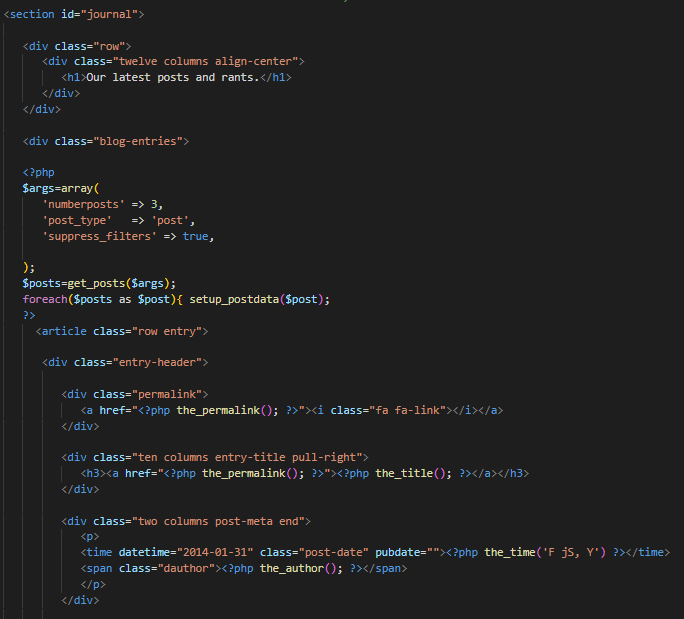 <section id="journal">
<div class="row">
<div class="twelve columns align-center">
<h1>Our latest posts and rants.</h1>
</div>
</div>
<div class="blog-entries">
<?php
$args=array(
'numberposts' => 3,
'post_type'   => 'post',
'suppress_filters' => true,
);
$posts=get_posts($args);
foreach($posts as $post){ setup_postdata($post);
?>
<article class="row entry">
<div class="entry-header">
<div class="permalink">
<a href="<?php the_permalink(); ?>"><i class="fa fa-link"></i></a>
</div>
<div class="ten columns entry-title pull-right">
<h3><a href="<?php the_permalink(); ?>"><?php the_title(); ?></a></h3>
</div>
<div class="two columns post-meta end">
<p>
<time datetime="2014-01-31" class="post-date" pubdate=""><?php the_time('F jS, Y') ?></time>
<span class="dauthor"><?php the_author(); ?></span>
</p>
</div>